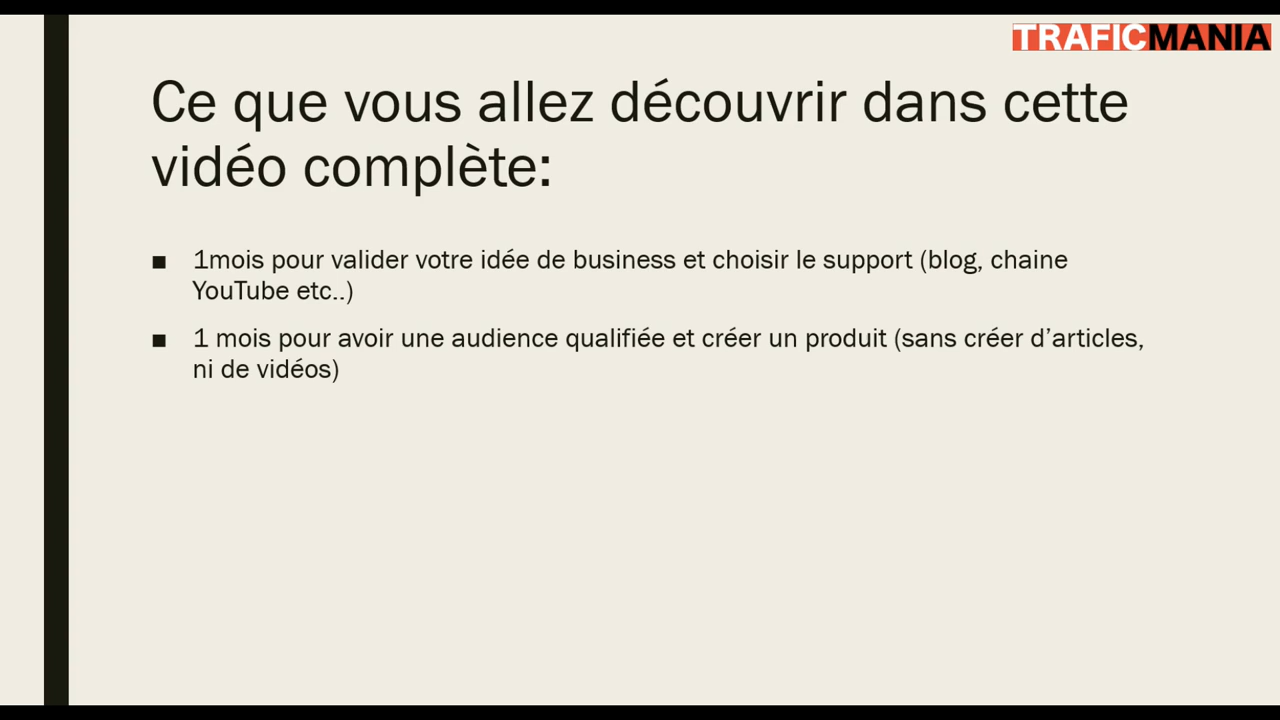 TRAFICMANIA
Ce que vous allez découvrir dans cette
vidéo complète:
■ 1mois pour valider votre idée de business et choisir le support (blog, chaine
YouTube etc..)
■ 1 mois pour avoir une audience qualifiée et créer un produit (sans créer d’articles,
ni de vidéos)